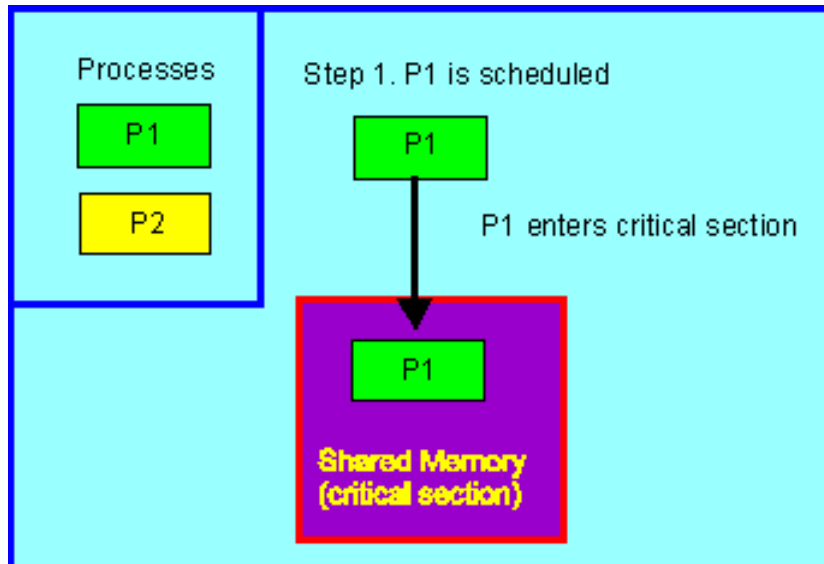 Processes
P1
P2
Step 1. P1 is scheduled
P1
P1 enters critical section
P1
Shared Memory
(critical section)